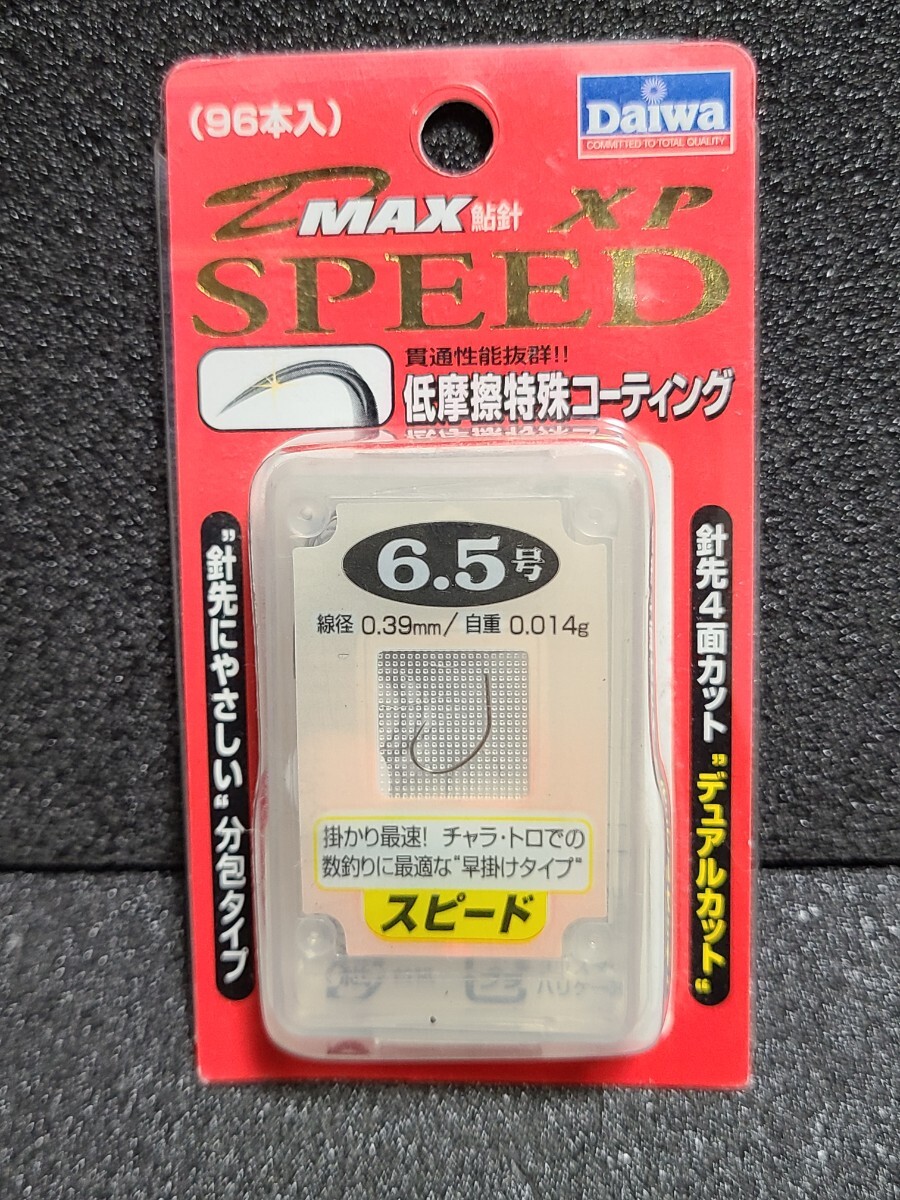 (96本入)
Daiwa
COMMITTED TO TOTAL QUALITY
D MAX鮎針 XP
SPEED
貫通性能抜群!!
低摩擦特殊コーティング
6.5号
線径 0.39mm/自重 0.014g
掛かり最速! チャラ・トロでの
数釣りに最適な"早掛けタイプ"
スピード
"針先にやさしい"分包タイプ
針先4面カット"デュアルカット"